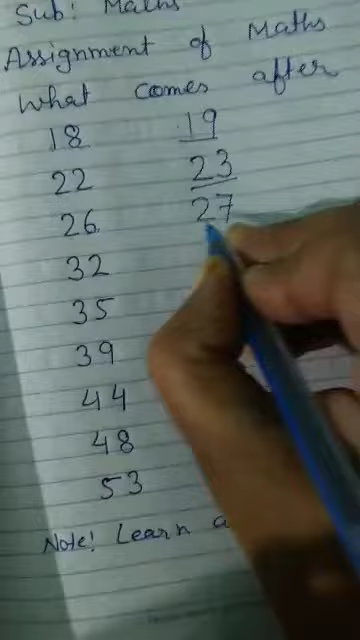 Sub: Maths
Assignment of Maths
What comes after
18 19
22 23
26 27
32
35
39
44
48
53
Note! Learn